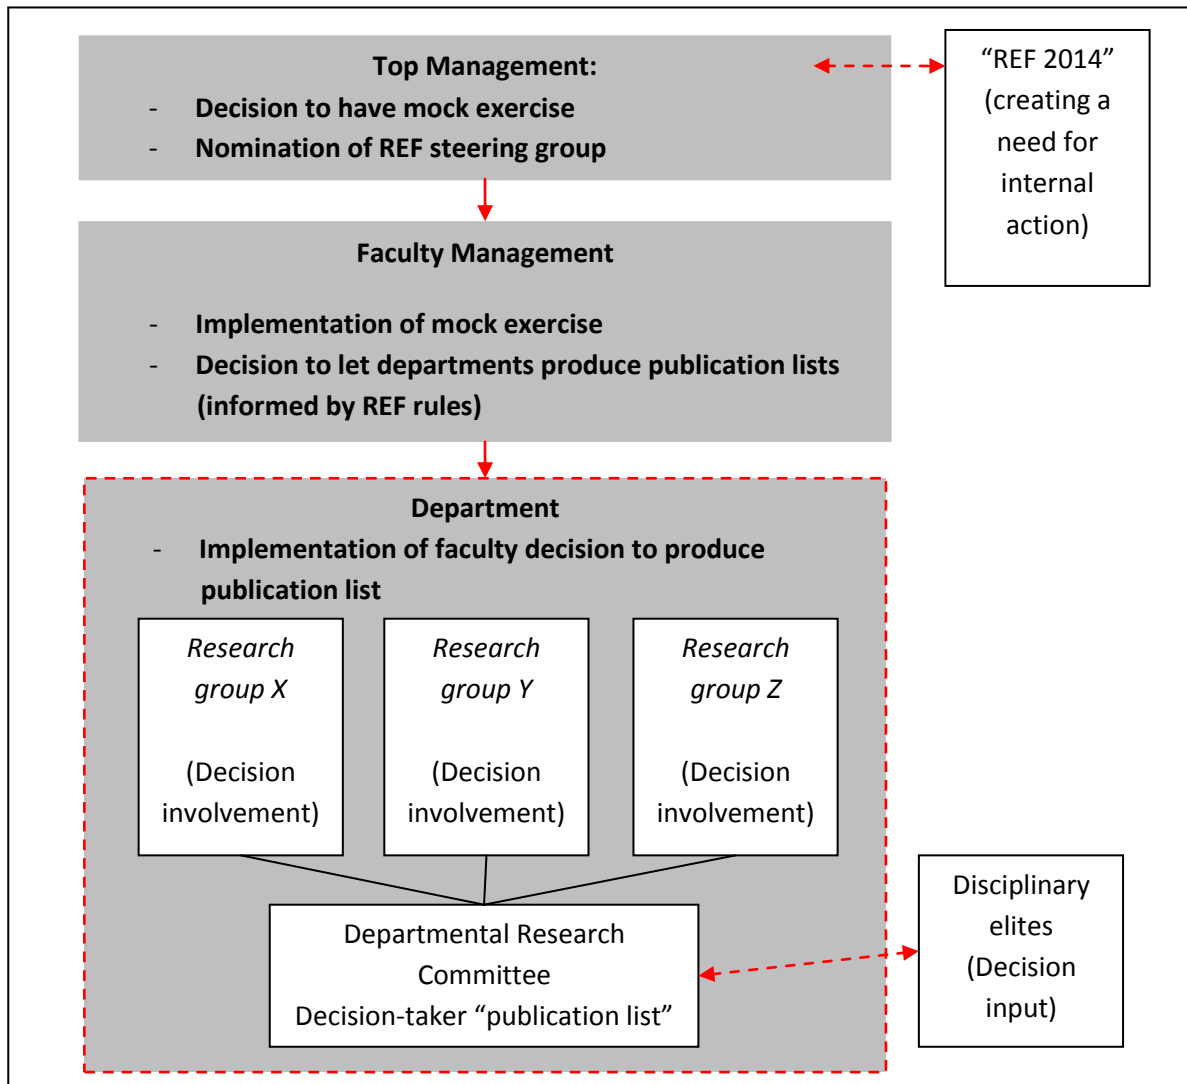 Top Management:
- Decision to have mock exercise
- Nomination of REF steering group
“REF 2014”
(creating a
need for
internal
action)
Faculty Management
- Implementation of mock exercise
- Decision to let departments produce publication lists
(informed by REF rules)
Department
- Implementation of faculty decision to produce
publication list
Research
group X
(Decision
involvement)
Research
group Y
(Decision
involvement)
Research
group Z
(Decision
involvement)
Departmental Research
Committee
Decision-taker “publication list”
Disciplinary
elites
(Decision
input)